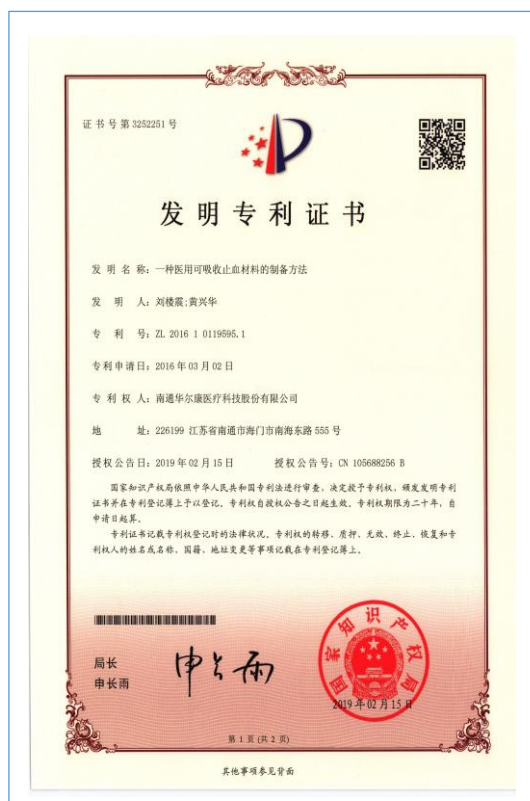 证书号第3252251号
发明专利证书
发 明 名 称：一种医用可吸收止血材料的制备方法
发 明 人：刘楼震;黄兴华
专 利 号：ZL 2016 1 0119595.1
专利申请日：2016年03月02日
专 利 权 人：南通华尔康医疗科技股份有限公司
地 址：226199 江苏省南通市海门市南海东路555号
授权公告日：2019年02月15日 授权公告号：CN 105688256 B
国家知识产权局依照中华人民共和国专利法进行审查，决定授予专利权，颁发发明专利
证书并在专利登记簿上予以登记。专利权自授权公告之日起生效。专利权期限为二十年，自
申请日起算。
专利证书记载专利权登记时的法律状况。专利权的转移、质押、无效、终止、恢复和专
利权人的姓名或名称、国籍、地址变更等事项记载在专利登记簿上。
局长
申长雨
申长雨
国家知识产权局
2019年02月15日
第 1 页 (共 2 页)
其他事项参见背面